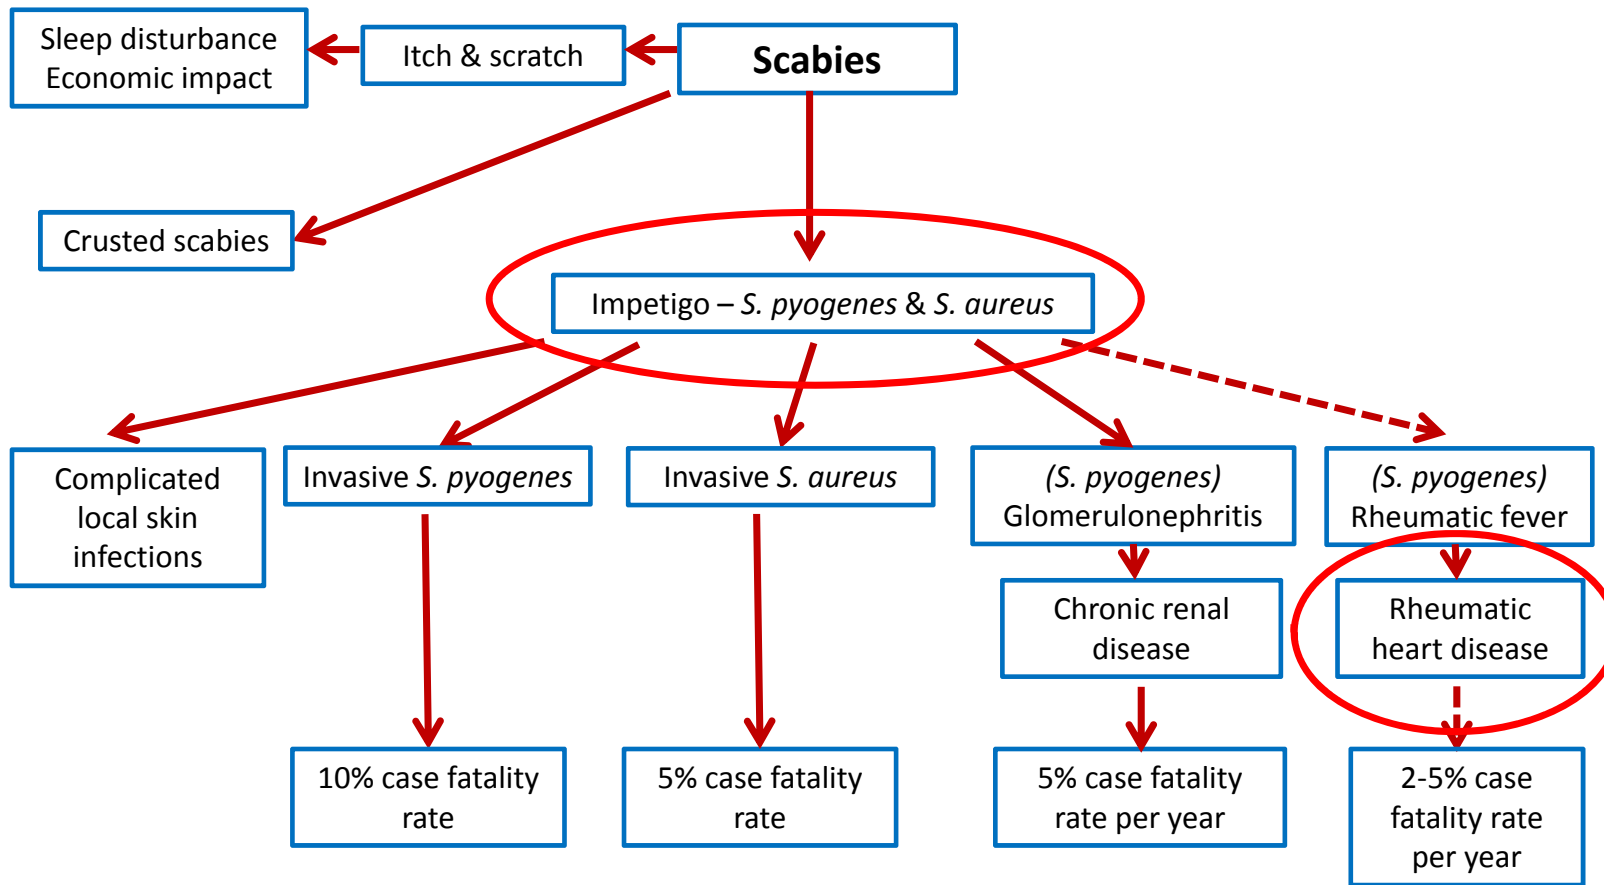 Sleep disturbance
Economic impact
Itch & scratch
Scabies
Crusted scabies
Impetigo – S. pyogenes & S. aureus
Complicated
local skin
infections
Invasive S. pyogenes
Invasive S. aureus
(S. pyogenes)
Glomerulonephritis
(S. pyogenes)
Rheumatic fever
Chronic renal
disease
Rheumatic
heart disease
10% case fatality
rate
5% case fatality
rate
5% case fatality
rate per year
2-5% case
fatality rate
per year